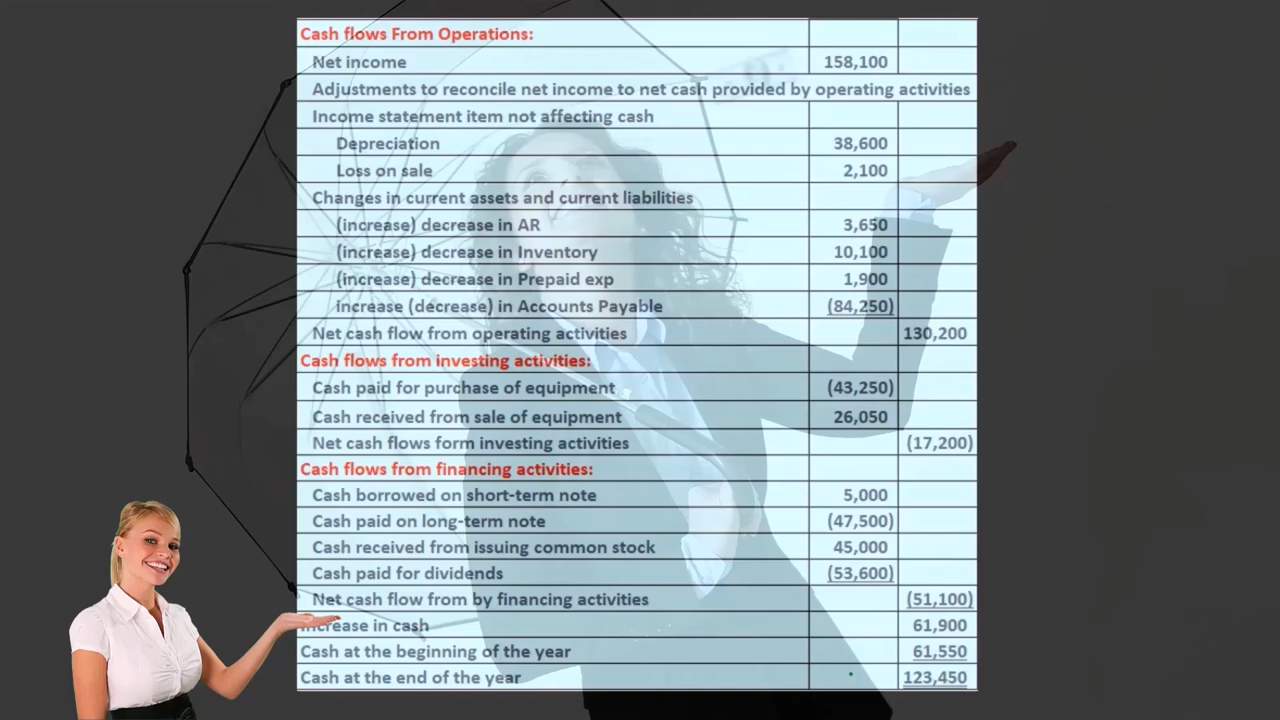 Cash flows From Operations:
Net income 158,100
Adjustments to reconcile net income to net cash provided by operating activities
Income statement item not affecting cash
Depreciation 38,600
Loss on sale 2,100
Changes in current assets and current liabilities
(increase) decrease in AR 3,650
(increase) decrease in Inventory 10,100
(increase) decrease in Prepaid exp 1,900
increase (decrease) in Accounts Payable (84,250)
Net cash flow from operating activities 130,200
Cash flows from investing activities:
Cash paid for purchase of equipment (43,250)
Cash received from sale of equipment 26,050
Net cash flows form investing activities (17,200)
Cash flows from financing activities:
Cash borrowed on short-term note 5,000
Cash paid on long-term note (47,500)
Cash received from issuing common stock 45,000
Cash paid for dividends (53,600)
Net cash flow from by financing activities (51,100)
Increase in cash 61,900
Cash at the beginning of the year 61,550
Cash at the end of the year 123,450